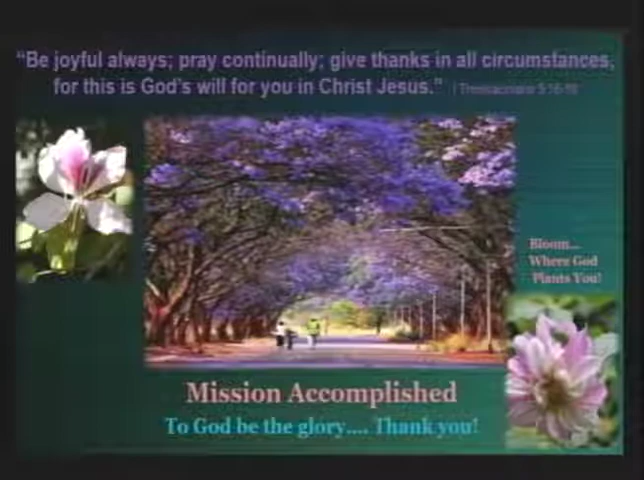 “Be joyful always; pray continually; give thanks in all circumstances,
for this is God’s will for you in Christ Jesus.” I Thessalonians 5:16-18
Bloom...
Where God
Plants You!
Mission Accomplished
To God be the glory.... Thank you!